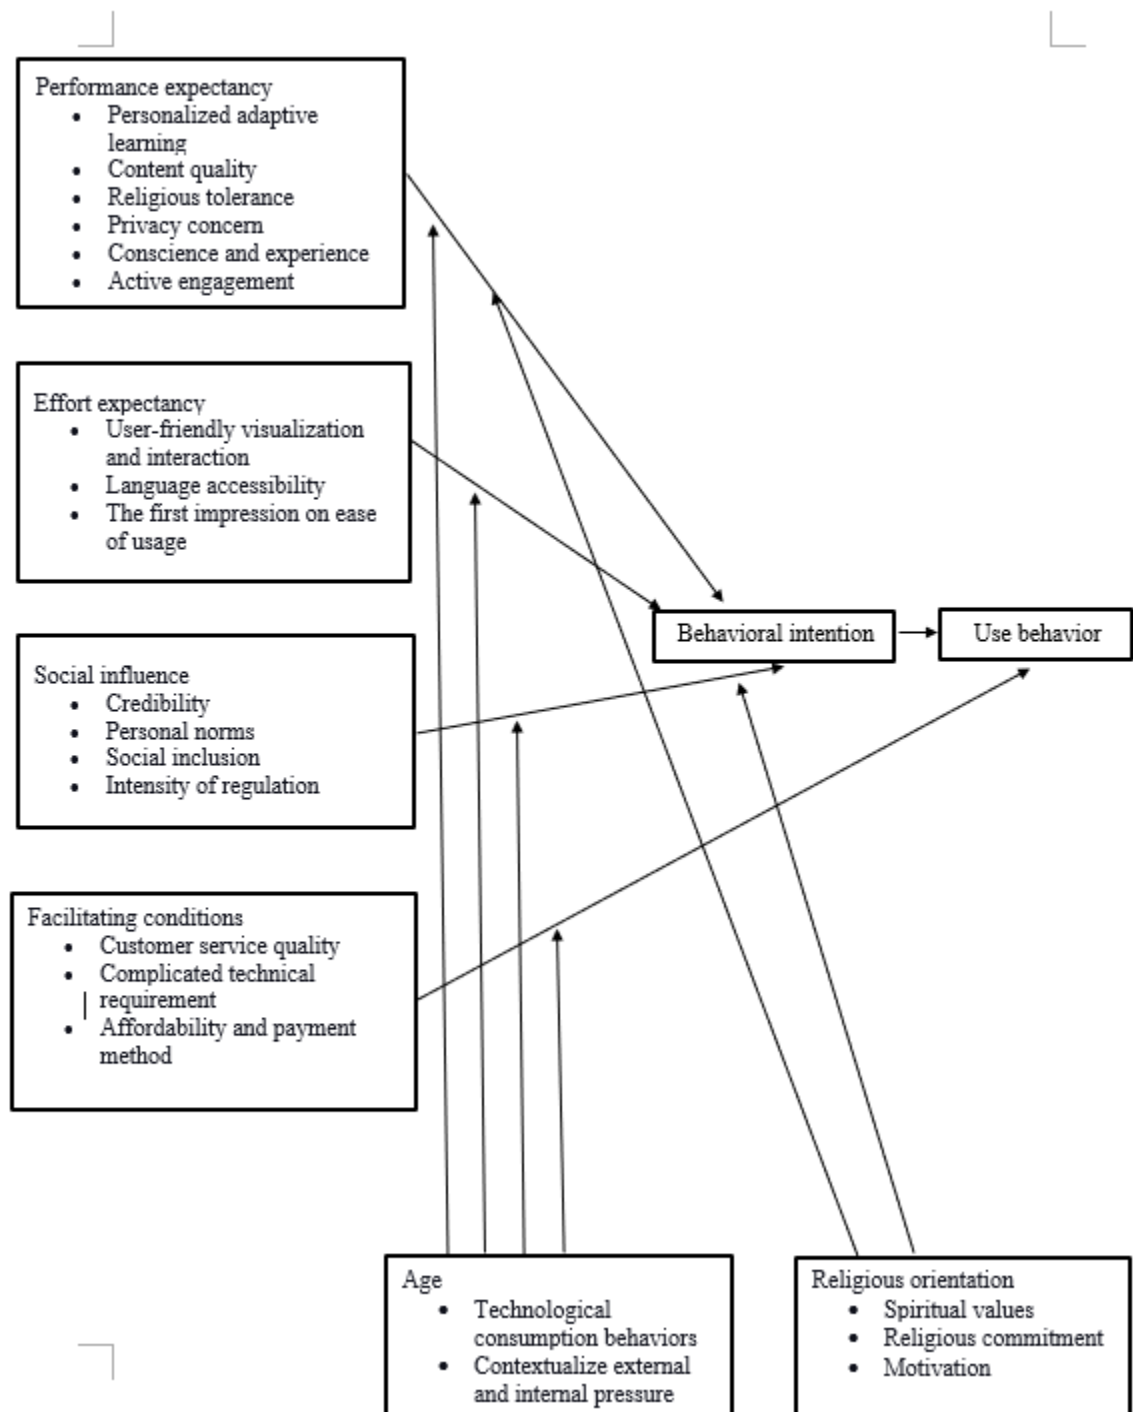 Performance expectancy
• Personalized adaptive
learning
• Content quality
• Religious tolerance
• Privacy concern
• Conscience and experience
• Active engagement
Effort expectancy
• User-friendly visualization
and interaction
• Language accessibility
• The first impression on ease
of usage
Behavioral intention
Use behavior
Social influence
• Credibility
• Personal norms
• Social inclusion
• Intensity of regulation
Facilitating conditions
• Customer service quality
• Complicated technical
requirement
• Affordability and payment
method
Age
• Technological
consumption behaviors
• Contextualize external
and internal pressure
Religious orientation
• Spiritual values
• Religious commitment
• Motivation